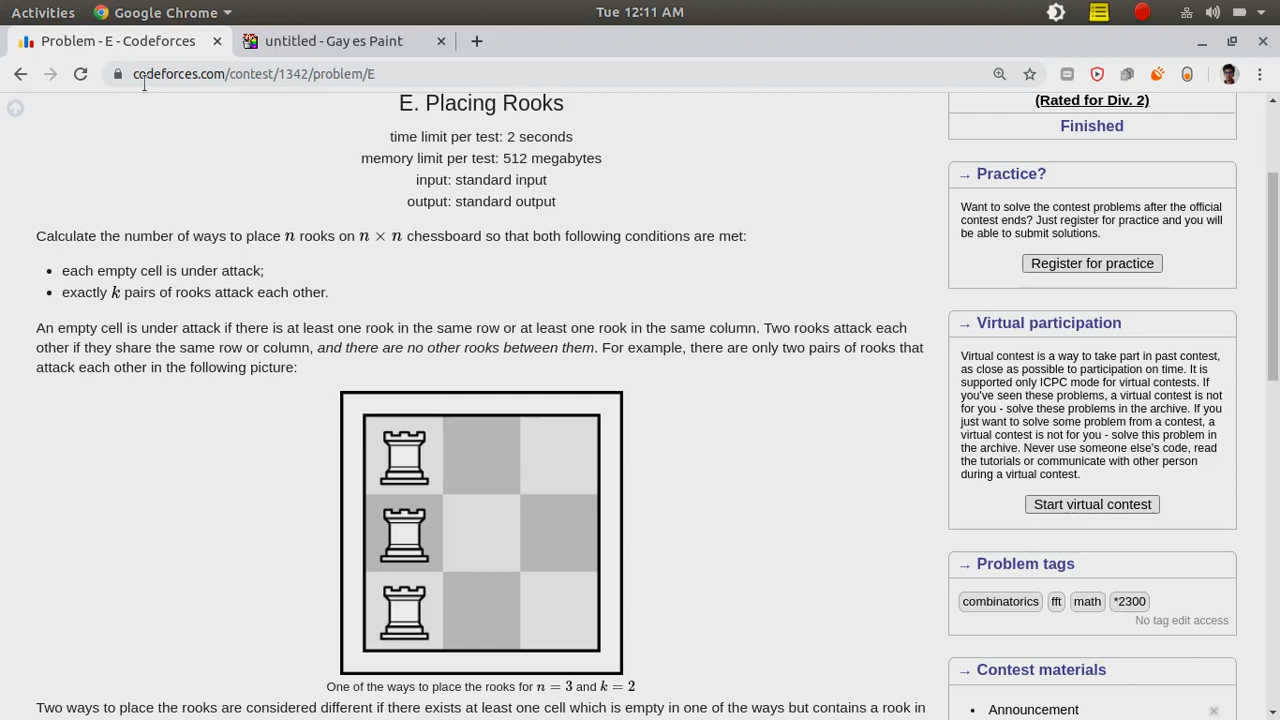 Activities
Google Chrome
Tue 12:11 AM
Problem - E - Codeforces
untitled - Gay es Paint
codeforces.com/contest/1342/problem/E
E. Placing Rooks
time limit per test: 2 seconds
memory limit per test: 512 megabytes
input: standard input
output: standard output
Calculate the number of ways to place n rooks on n × n chessboard so that both following conditions are met:
• each empty cell is under attack;
• exactly k pairs of rooks attack each other.
An empty cell is under attack if there is at least one rook in the same row or at least one rook in the same column. Two rooks attack each
other if they share the same row or column, and there are no other rooks between them. For example, there are only two pairs of rooks that
attack each other in the following picture:
One of the ways to place the rooks for n = 3 and k = 2
Two ways to place the rooks are considered different if there exists at least one cell which is empty in one of the ways but contains a rook in
(Rated for Div. 2)
Finished
→ Practice?
Want to solve the contest problems after the official
contest ends? Just register for practice and you will
be able to submit solutions.
Register for practice
→ Virtual participation
Virtual contest is a way to take part in past contest,
as close as possible to participation on time. It is
supported only ICPC mode for virtual contests. If
you've seen these problems, a virtual contest is not
for you - solve these problems in the archive. If you
just want to solve some problem from a contest, a
virtual contest is not for you - solve this problem in
the archive. Never use someone else's code, read
the tutorials or communicate with other person
during a virtual contest.
Start virtual contest
→ Problem tags
combinatorics fft math *2300
No tag edit access
→ Contest materials
• Announcement